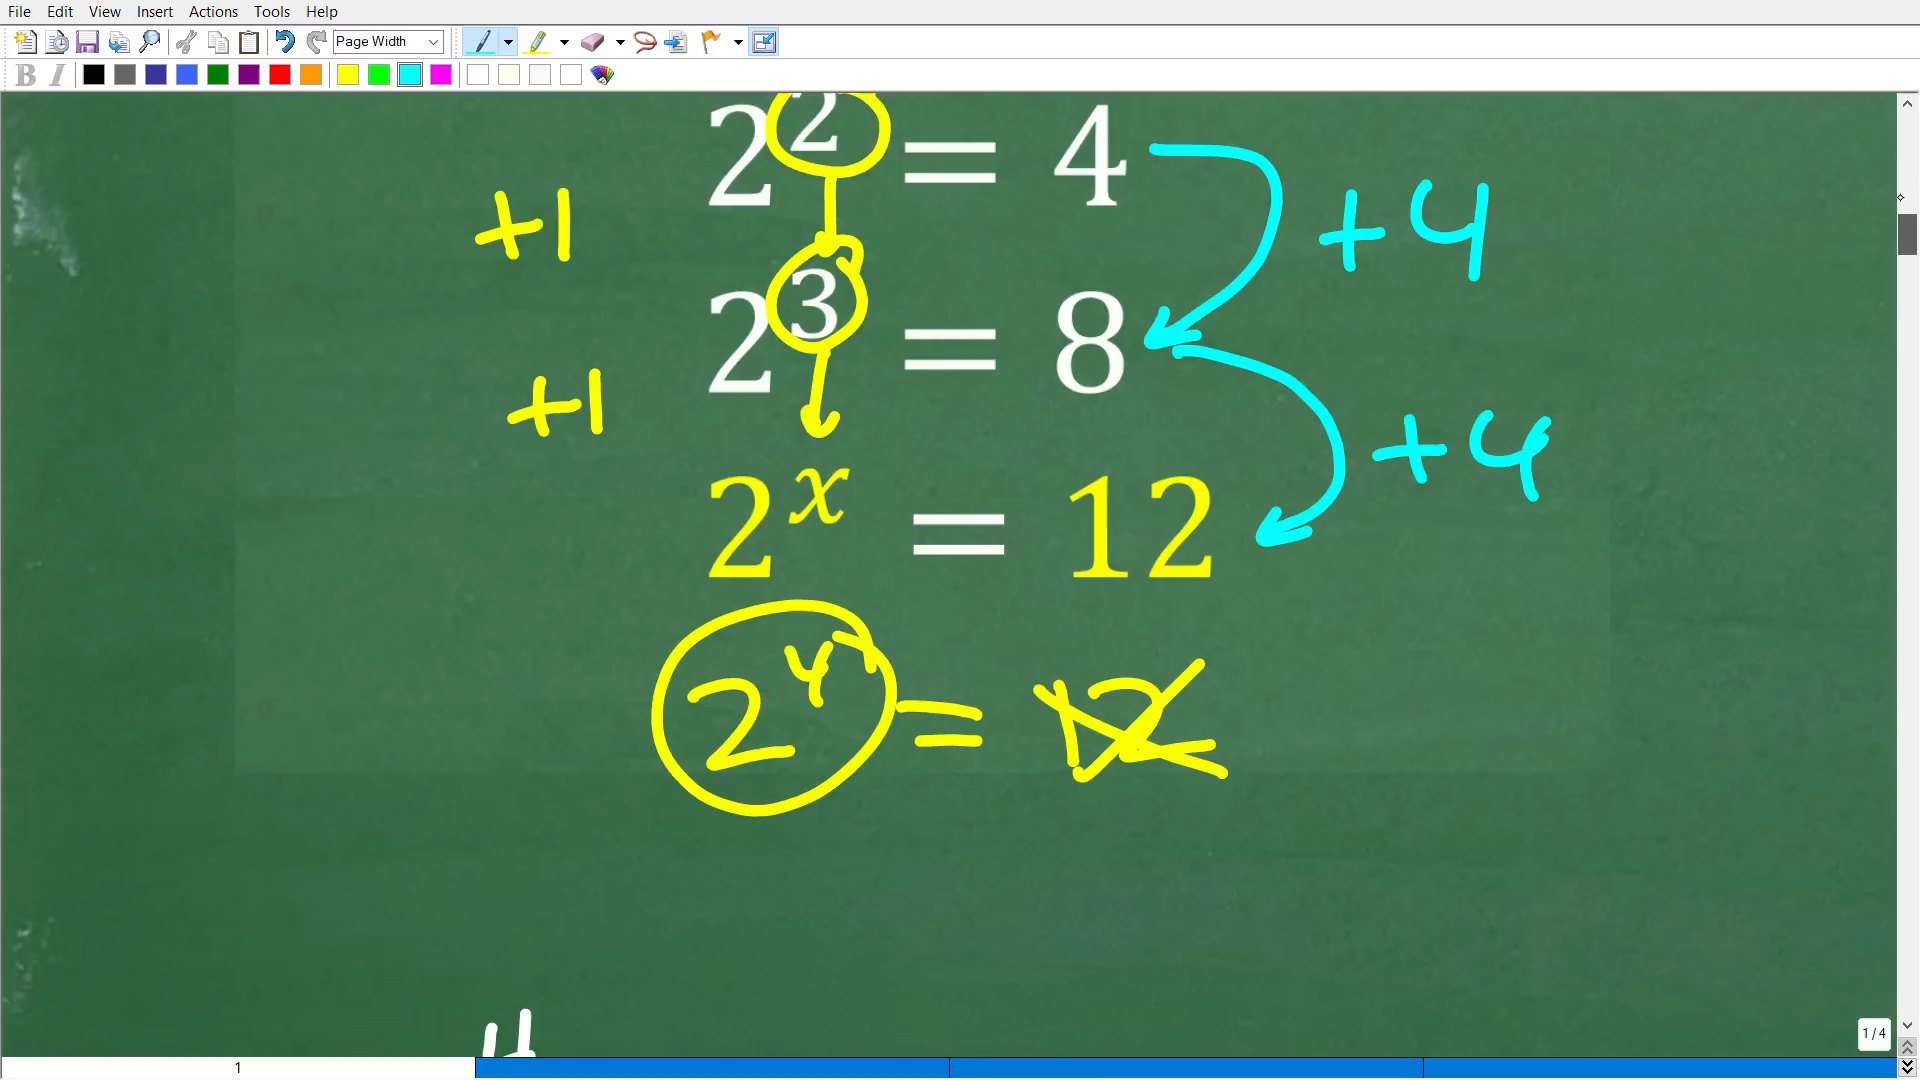 File Edit View Insert Actions Tools Help
Page Width
B I
2² = 4
+1 +4
2³ = 8
+1 +4
2ˣ = 12
2⁴ = 12
4
1/4
1